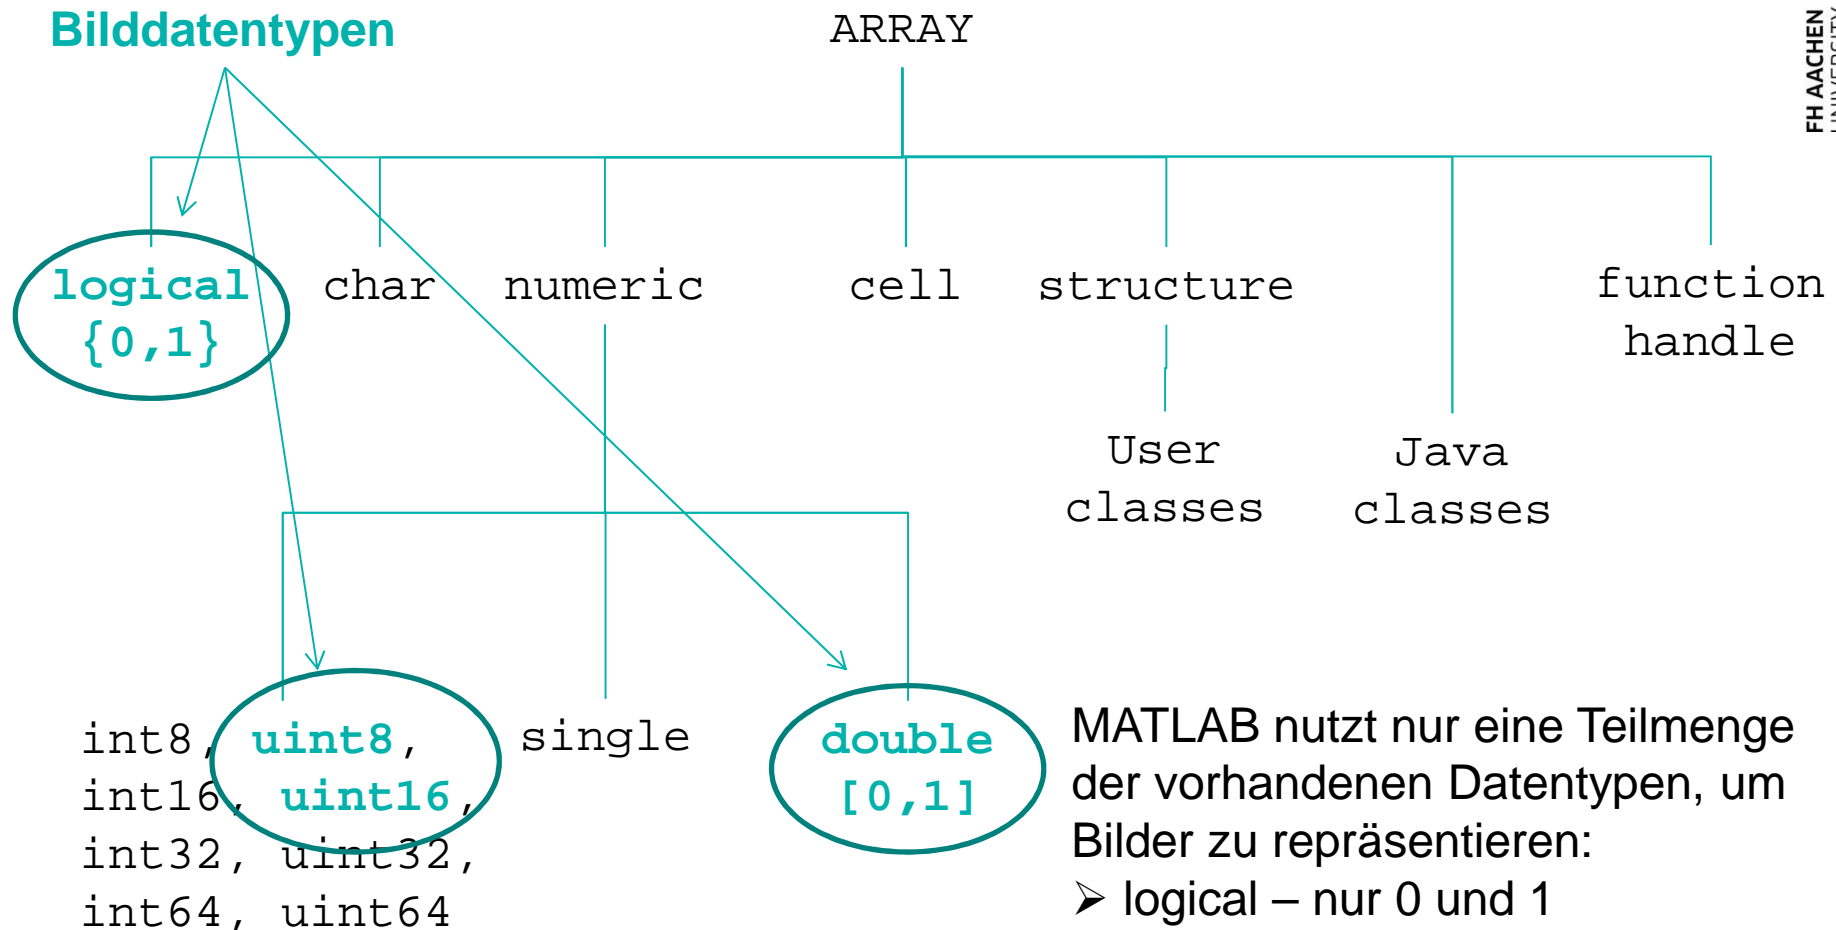 Bilddatentypen
ARRAY
FH AACHEN
UNIVERSITY
logical
{0,1}
char
numeric
cell
structure
function
handle
User
classes
Java
classes
int8, uint8,
int16, uint16,
int32, uint32,
int64, uint64
single
double
[0,1]
MATLAB nutzt nur eine Teilmenge
der vorhandenen Datentypen, um
Bilder zu repräsentieren:
➢ logical – nur 0 und 1